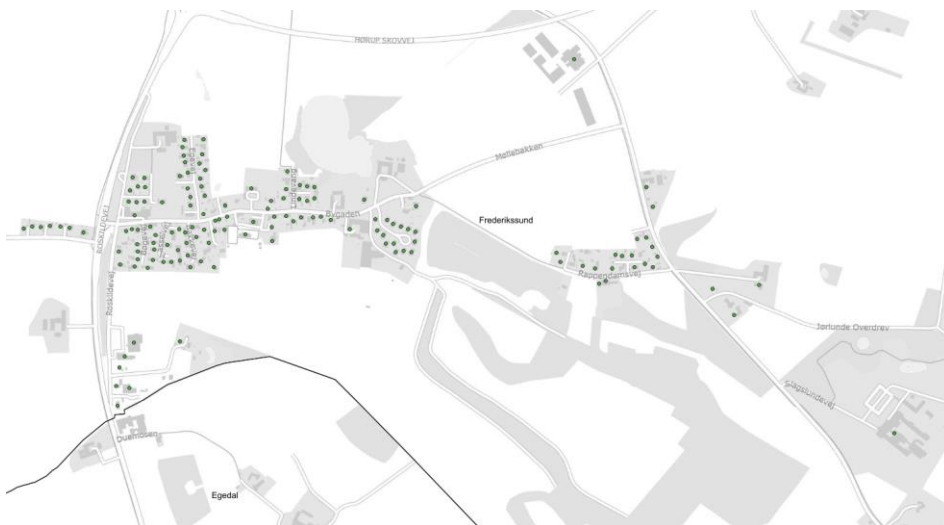 HØRUP SKOVVEJ
Møllebakken
ROSKILDEVEJ
Bygaden
Frederikssund
Rappendamsvej
Roskildevej
Jørlunde Overdrev
Slagslundevej
Duemosen
Egedal